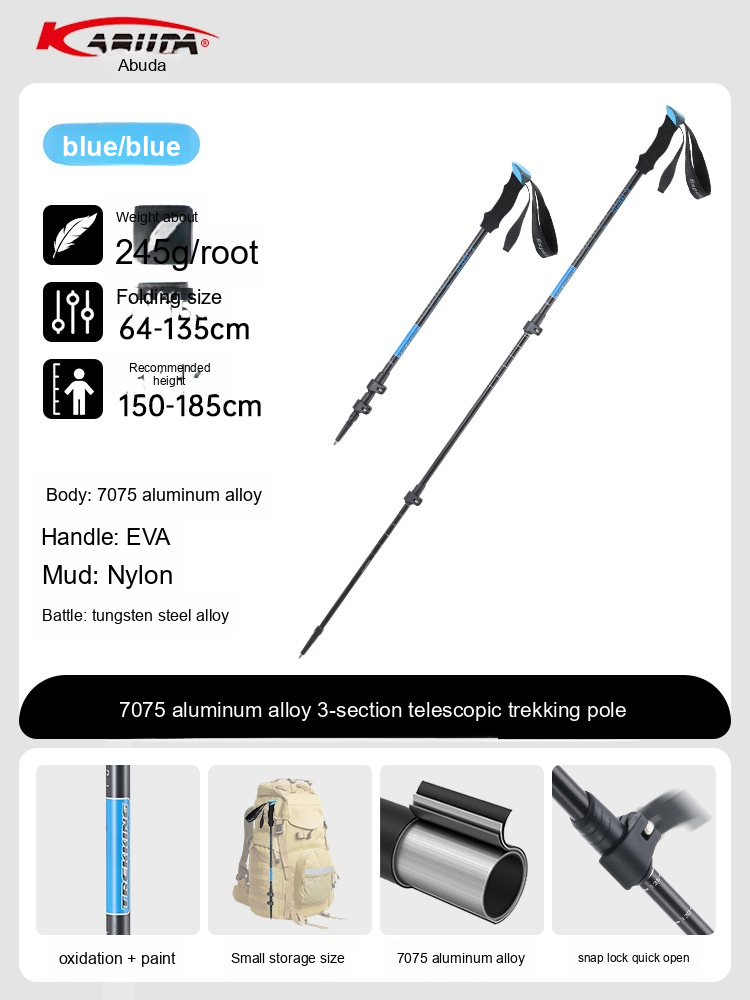 KABUDA®
Abuda
blue/blue
Weight about
245g/root
Folding size
64-135cm
Recommended
height
150-185cm
Body: 7075 aluminum alloy
Handle: EVA
Mud: Nylon
Battle: tungsten steel alloy
7075 aluminum alloy 3-section telescopic trekking pole
TREKKING
oxidation + paint
Small storage size
7075 aluminum alloy
snap lock quick open